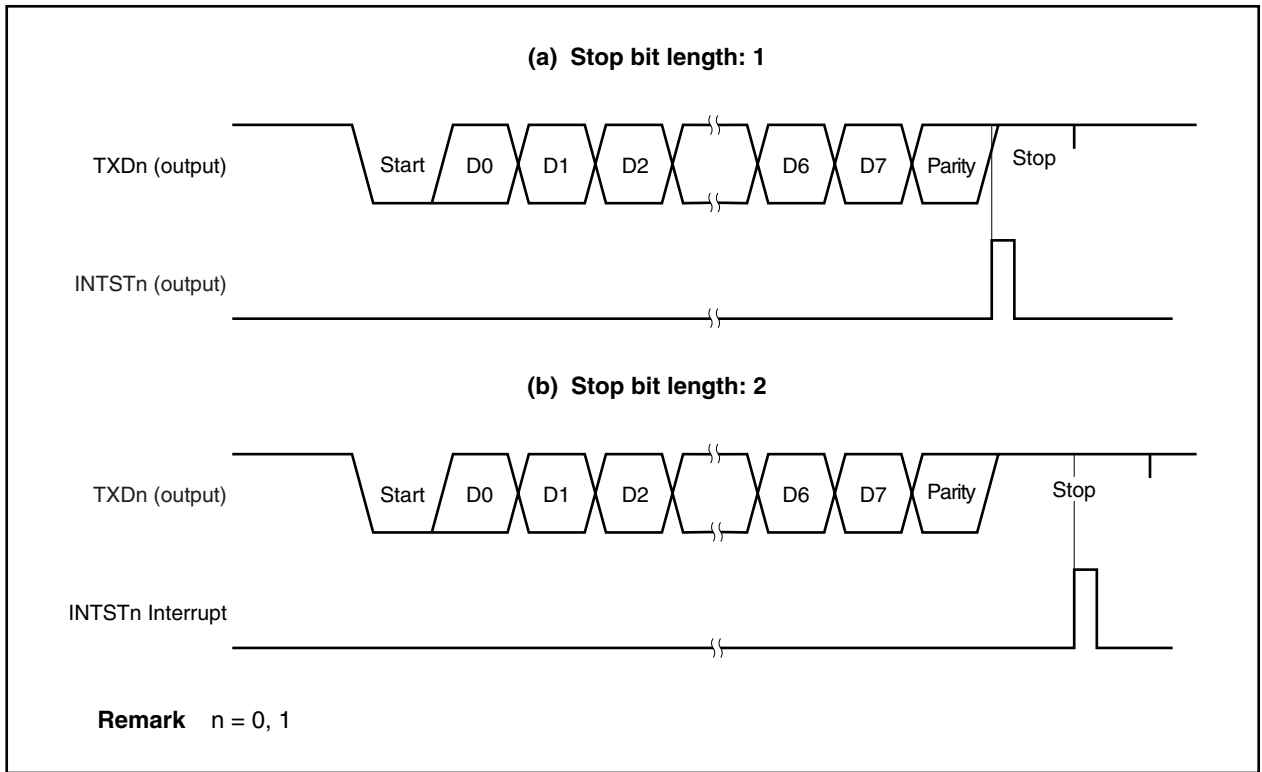 (a) Stop bit length: 1
TXDn (output)
Start D0 D1 D2 D6 D7 Parity Stop
INTSTn (output)
(b) Stop bit length: 2
TXDn (output)
Start D0 D1 D2 D6 D7 Parity Stop
INTSTn Interrupt
Remark n = 0, 1